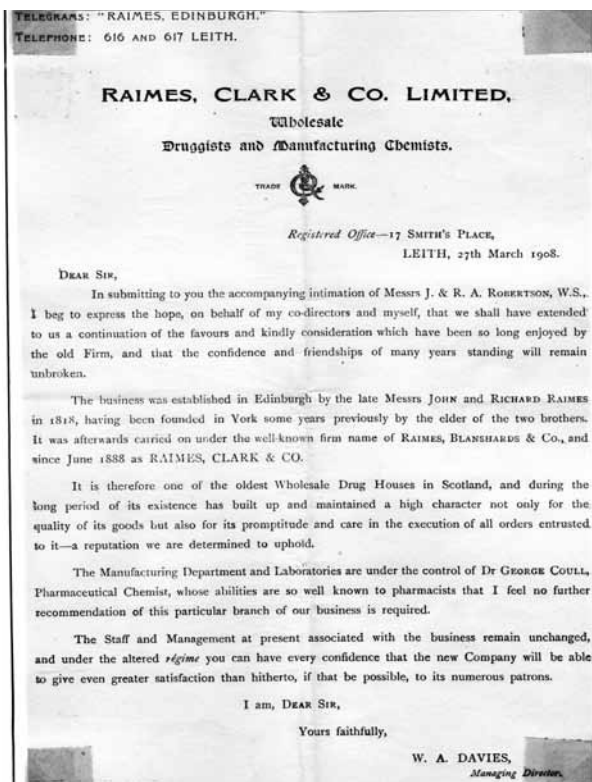 TELEGRAMS: "RAIMES, EDINBURGH."
TELEPHONE: 616 AND 617 LEITH.
RAIMES, CLARK & CO. LIMITED,
Wholesale
Druggists and Manufacturing Chemists.
TRADE MARK.
Registered Office—17 SMITH'S PLACE,
LEITH, 27th March 1908.
DEAR SIR,
In submitting to you the accompanying intimation of Messrs J. & R. A. ROBERTSON, W.S.,
I beg to express the hope, on behalf of my co-directors and myself, that we shall have extended
to us a continuation of the favours and kindly consideration which have been so long enjoyed by
the old Firm, and that the confidence and friendships of many years standing will remain
unbroken.
The business was established in Edinburgh by the late Messrs JOHN and RICHARD RAIMES
in 1818, having been founded in York some years previously by the elder of the two brothers.
It was afterwards carried on under the well-known firm name of RAIMES, BLANSHARDS & Co., and
since June 1888 as RAIMES, CLARK & CO.
It is therefore one of the oldest Wholesale Drug Houses in Scotland, and during the
long period of its existence has built up and maintained a high character not only for the
quality of its goods but also for its promptitude and care in the execution of all orders entrusted
to it—a reputation we are determined to uphold.
The Manufacturing Department and Laboratories are under the control of Dr GEORGE COULL,
Pharmaceutical Chemist, whose abilities are so well known to pharmacists that I feel no further
recommendation of this particular branch of our business is required.
The Staff and Management at present associated with the business remain unchanged,
and under the altered régime you can have every confidence that the new Company will be able
to give even greater satisfaction than hitherto, if that be possible, to its numerous patrons.
I am, DEAR SIR,
Yours faithfully,
W. A. DAVIES,
Managing Director.